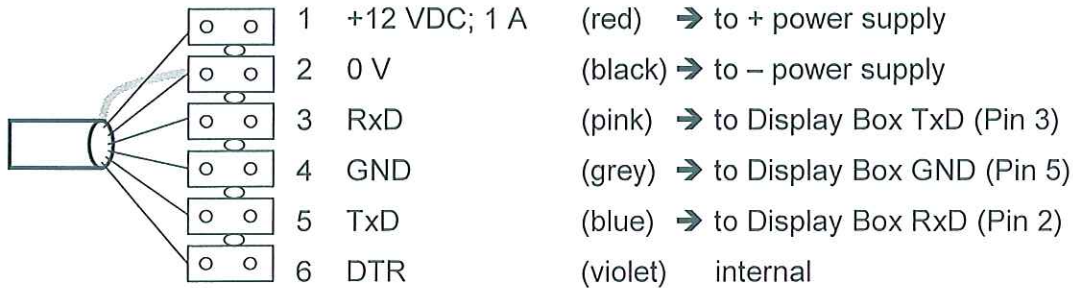 1 +12 VDC; 1 A (red) ➔ to + power supply
2 0 V (black) ➔ to – power supply
3 RxD (pink) ➔ to Display Box TxD (Pin 3)
4 GND (grey) ➔ to Display Box GND (Pin 5)
5 TxD (blue) ➔ to Display Box RxD (Pin 2)
6 DTR (violet) internal